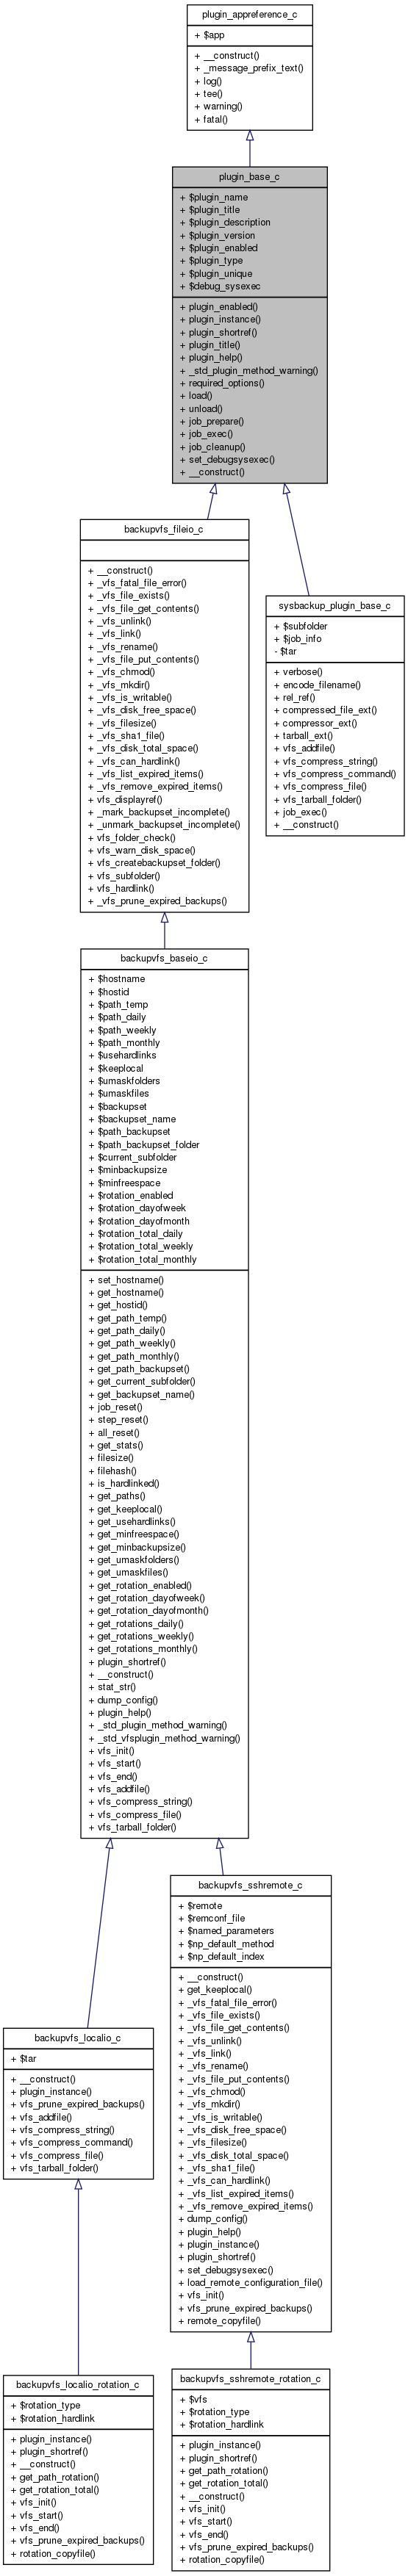 plugin_appreference_c
+ $app
+ __construct()
+ _message_prefix_text()
+ log()
+ tee()
+ warning()
+ fatal()
plugin_base_c
+ $plugin_name
+ $plugin_title
+ $plugin_description
+ $plugin_version
+ $plugin_enabled
+ $plugin_type
+ $plugin_unique
+ $debug_sysexec
+ plugin_enabled()
+ plugin_instance()
+ plugin_shortref()
+ plugin_title()
+ plugin_help()
+ _std_plugin_method_warning()
+ required_options()
+ load()
+ unload()
+ job_prepare()
+ job_exec()
+ job_cleanup()
+ set_debugsysexec()
+ __construct()
backupvfs_fileio_c
+ __construct()
+ _vfs_fatal_file_error()
+ _vfs_file_exists()
+ _vfs_file_get_contents()
+ _vfs_unlink()
+ _vfs_link()
+ _vfs_rename()
+ _vfs_file_put_contents()
+ _vfs_chmod()
+ _vfs_mkdir()
+ _vfs_is_writable()
+ _vfs_disk_free_space()
+ _vfs_filesize()
+ _vfs_sha1_file()
+ _vfs_disk_total_space()
+ _vfs_can_hardlink()
+ _vfs_list_expired_items()
+ _vfs_remove_expired_items()
+ vfs_displayref()
+ _mark_backupset_incomplete()
+ _unmark_backupset_incomplete()
+ vfs_folder_check()
+ vfs_warn_disk_space()
+ vfs_createbackupset_folder()
+ vfs_subfolder()
+ vfs_hardlink()
+ _vfs_prune_expired_backups()
sysbackup_plugin_base_c
+ $subfolder
+ $job_info
- $tar
+ verbose()
+ encode_filename()
+ rel_ref()
+ compressed_file_ext()
+ compressor_ext()
+ tarball_ext()
+ vfs_addfile()
+ vfs_compress_string()
+ vfs_compress_command()
+ vfs_compress_file()
+ vfs_tarball_folder()
+ job_exec()
+ __construct()
backupvfs_baseio_c
+ $hostname
+ $hostid
+ $path_temp
+ $path_daily
+ $path_weekly
+ $path_monthly
+ $usehardlinks
+ $keeplocal
+ $umaskfolders
+ $umaskfiles
+ $backupset
+ $backupset_name
+ $path_backupset
+ $path_backupset_folder
+ $current_subfolder
+ $minbackupsize
+ $minfreespace
+ $rotation_enabled
+ $rotation_dayofweek
+ $rotation_dayofmonth
+ $rotation_total_daily
+ $rotation_total_weekly
+ $rotation_total_monthly
+ set_hostname()
+ get_hostname()
+ get_hostid()
+ get_path_temp()
+ get_path_daily()
+ get_path_weekly()
+ get_path_monthly()
+ get_path_backupset()
+ get_current_subfolder()
+ get_backupset_name()
+ job_reset()
+ step_reset()
+ all_reset()
+ get_stats()
+ filesize()
+ filehash()
+ is_hardlinked()
+ get_paths()
+ get_keeplocal()
+ get_usehardlinks()
+ get_minfreespace()
+ get_minbackupsize()
+ get_umaskfolders()
+ get_umaskfiles()
+ get_rotation_enabled()
+ get_rotation_dayofweek()
+ get_rotation_dayofmonth()
+ get_rotations_daily()
+ get_rotations_weekly()
+ get_rotations_monthly()
+ plugin_shortref()
+ __construct()
+ stat_str()
+ dump_config()
+ plugin_help()
+ _std_plugin_method_warning()
+ _std_vfsplugin_method_warning()
+ vfs_init()
+ vfs_start()
+ vfs_end()
+ vfs_addfile()
+ vfs_compress_string()
+ vfs_compress_file()
+ vfs_tarball_folder()
backupvfs_sshremote_c
+ $remote
+ $remconf_file
+ $named_parameters
+ $np_default_method
+ $np_default_index
+ __construct()
+ get_keeplocal()
+ _vfs_fatal_file_error()
+ _vfs_file_exists()
+ _vfs_file_get_contents()
+ _vfs_unlink()
+ _vfs_link()
+ _vfs_rename()
+ _vfs_file_put_contents()
+ _vfs_chmod()
+ _vfs_mkdir()
+ _vfs_is_writable()
+ _vfs_disk_free_space()
+ _vfs_filesize()
+ _vfs_disk_total_space()
+ _vfs_sha1_file()
+ _vfs_can_hardlink()
+ _vfs_list_expired_items()
+ _vfs_remove_expired_items()
+ dump_config()
+ plugin_help()
+ plugin_instance()
+ plugin_shortref()
+ set_debugsysexec()
+ load_remote_configuration_file()
+ vfs_init()
+ vfs_prune_expired_backups()
+ remote_copyfile()
backupvfs_localio_c
+ $tar
+ __construct()
+ plugin_instance()
+ vfs_prune_expired_backups()
+ vfs_addfile()
+ vfs_compress_string()
+ vfs_compress_command()
+ vfs_compress_file()
+ vfs_tarball_folder()
backupvfs_localio_rotation_c
+ $rotation_type
+ $rotation_hardlink
+ plugin_instance()
+ plugin_shortref()
+ __construct()
+ get_path_rotation()
+ get_rotation_total()
+ vfs_init()
+ vfs_start()
+ vfs_end()
+ vfs_prune_expired_backups()
+ rotation_copyfile()
backupvfs_sshremote_rotation_c
+ $vfs
+ $rotation_type
+ $rotation_hardlink
+ plugin_instance()
+ plugin_shortref()
+ get_path_rotation()
+ get_rotation_total()
+ __construct()
+ vfs_init()
+ vfs_start()
+ vfs_end()
+ vfs_prune_expired_backups()
+ rotation_copyfile()